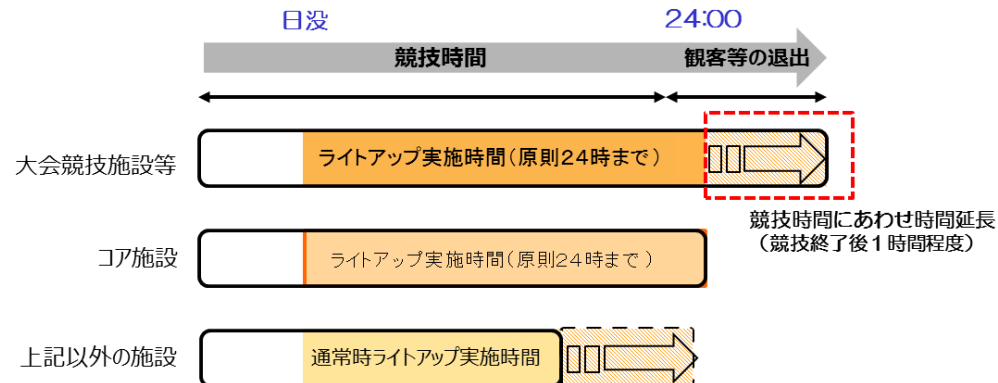 日没
24:00
競技時間
観客等の退出
大会競技施設等
ライトアップ実施時間(原則24時まで)
競技時間にあわせ時間延長
(競技終了後1時間程度)
コア施設
ライトアップ実施時間(原則24時まで)
上記以外の施設
通常時ライトアップ実施時間